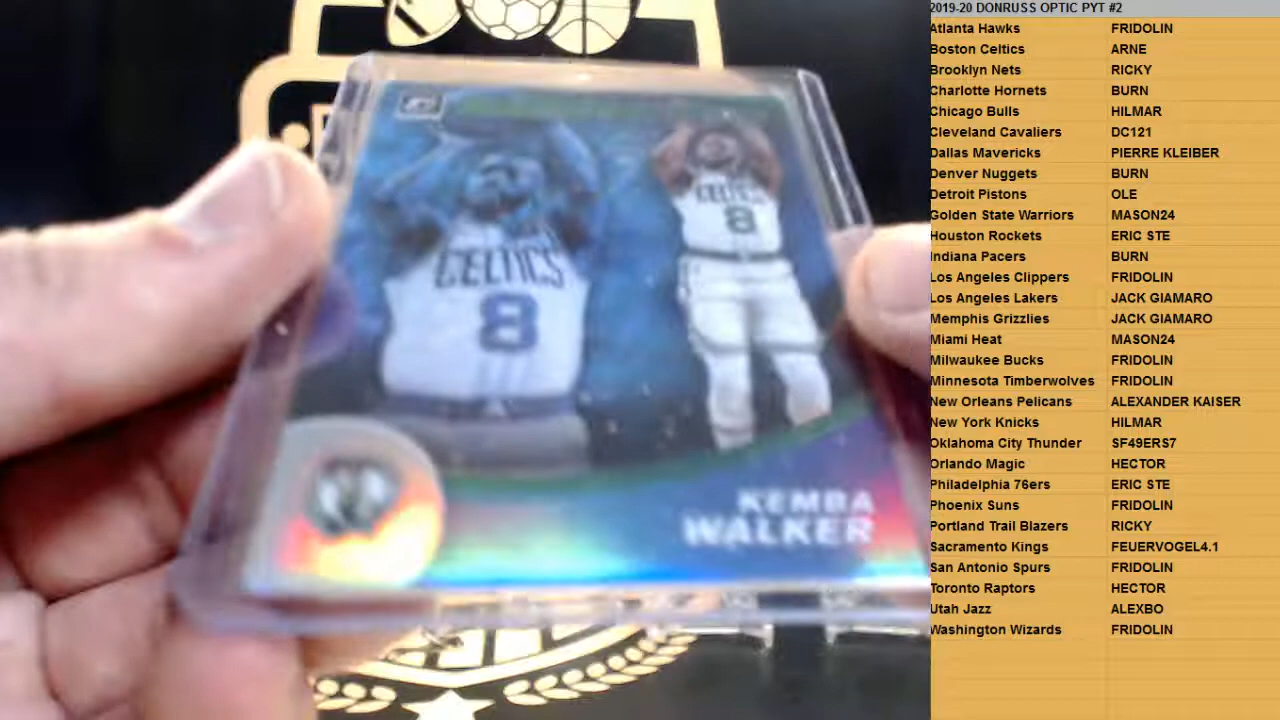 CELTICS
8
CELTICS
8
KEMBA
WALKER
2019-20 DONRUSS OPTIC PYT #2
Atlanta Hawks FRIDOLIN
Boston Celtics ARNE
Brooklyn Nets RICKY
Charlotte Hornets BURN
Chicago Bulls HILMAR
Cleveland Cavaliers DC121
Dallas Mavericks PIERRE KLEIBER
Denver Nuggets BURN
Detroit Pistons OLE
Golden State Warriors MASON24
Houston Rockets ERIC STE
Indiana Pacers BURN
Los Angeles Clippers FRIDOLIN
Los Angeles Lakers JACK GIAMARO
Memphis Grizzlies JACK GIAMARO
Miami Heat MASON24
Milwaukee Bucks FRIDOLIN
Minnesota Timberwolves FRIDOLIN
New Orleans Pelicans ALEXANDER KAISER
New York Knicks HILMAR
Oklahoma City Thunder SF49ERS7
Orlando Magic HECTOR
Philadelphia 76ers ERIC STE
Phoenix Suns FRIDOLIN
Portland Trail Blazers RICKY
Sacramento Kings FEUERVOGEL4.1
San Antonio Spurs FRIDOLIN
Toronto Raptors HECTOR
Utah Jazz ALEXBO
Washington Wizards FRIDOLIN